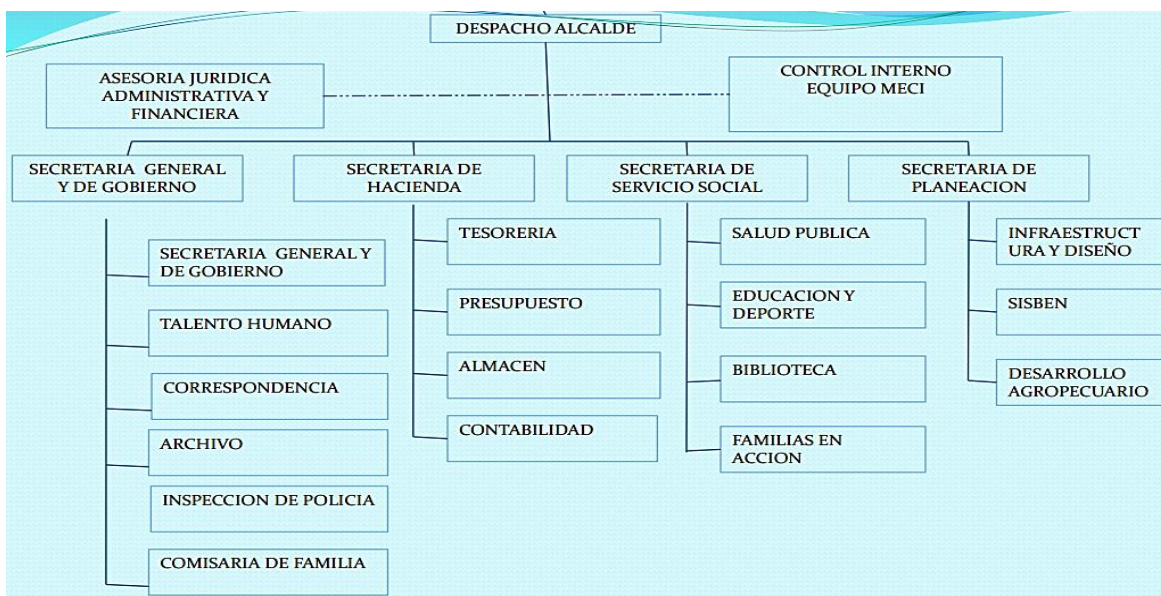 DESPACHO ALCALDE
ASESORIA JURIDICA
ADMINISTRATIVA Y
FINANCIERA
CONTROL INTERNO
EQUIPO MECI
SECRETARIA GENERAL
Y DE GOBIERNO
SECRETARIA DE
HACIENDA
SECRETARIA DE
SERVICIO SOCIAL
SECRETARIA DE
PLANEACION
SECRETARIA GENERAL Y
DE GOBIERNO
TALENTO HUMANO
CORRESPONDENCIA
ARCHIVO
INSPECCION DE POLICIA
COMISARIA DE FAMILIA
TESORERIA
PRESUPUESTO
ALMACEN
CONTABILIDAD
SALUD PUBLICA
EDUCACION Y
DEPORTE
BIBLIOTECA
FAMILIAS EN
ACCION
INFRAESTRUCT
URA Y DISEÑO
SISBEN
DESARROLLO
AGROPECUARIO